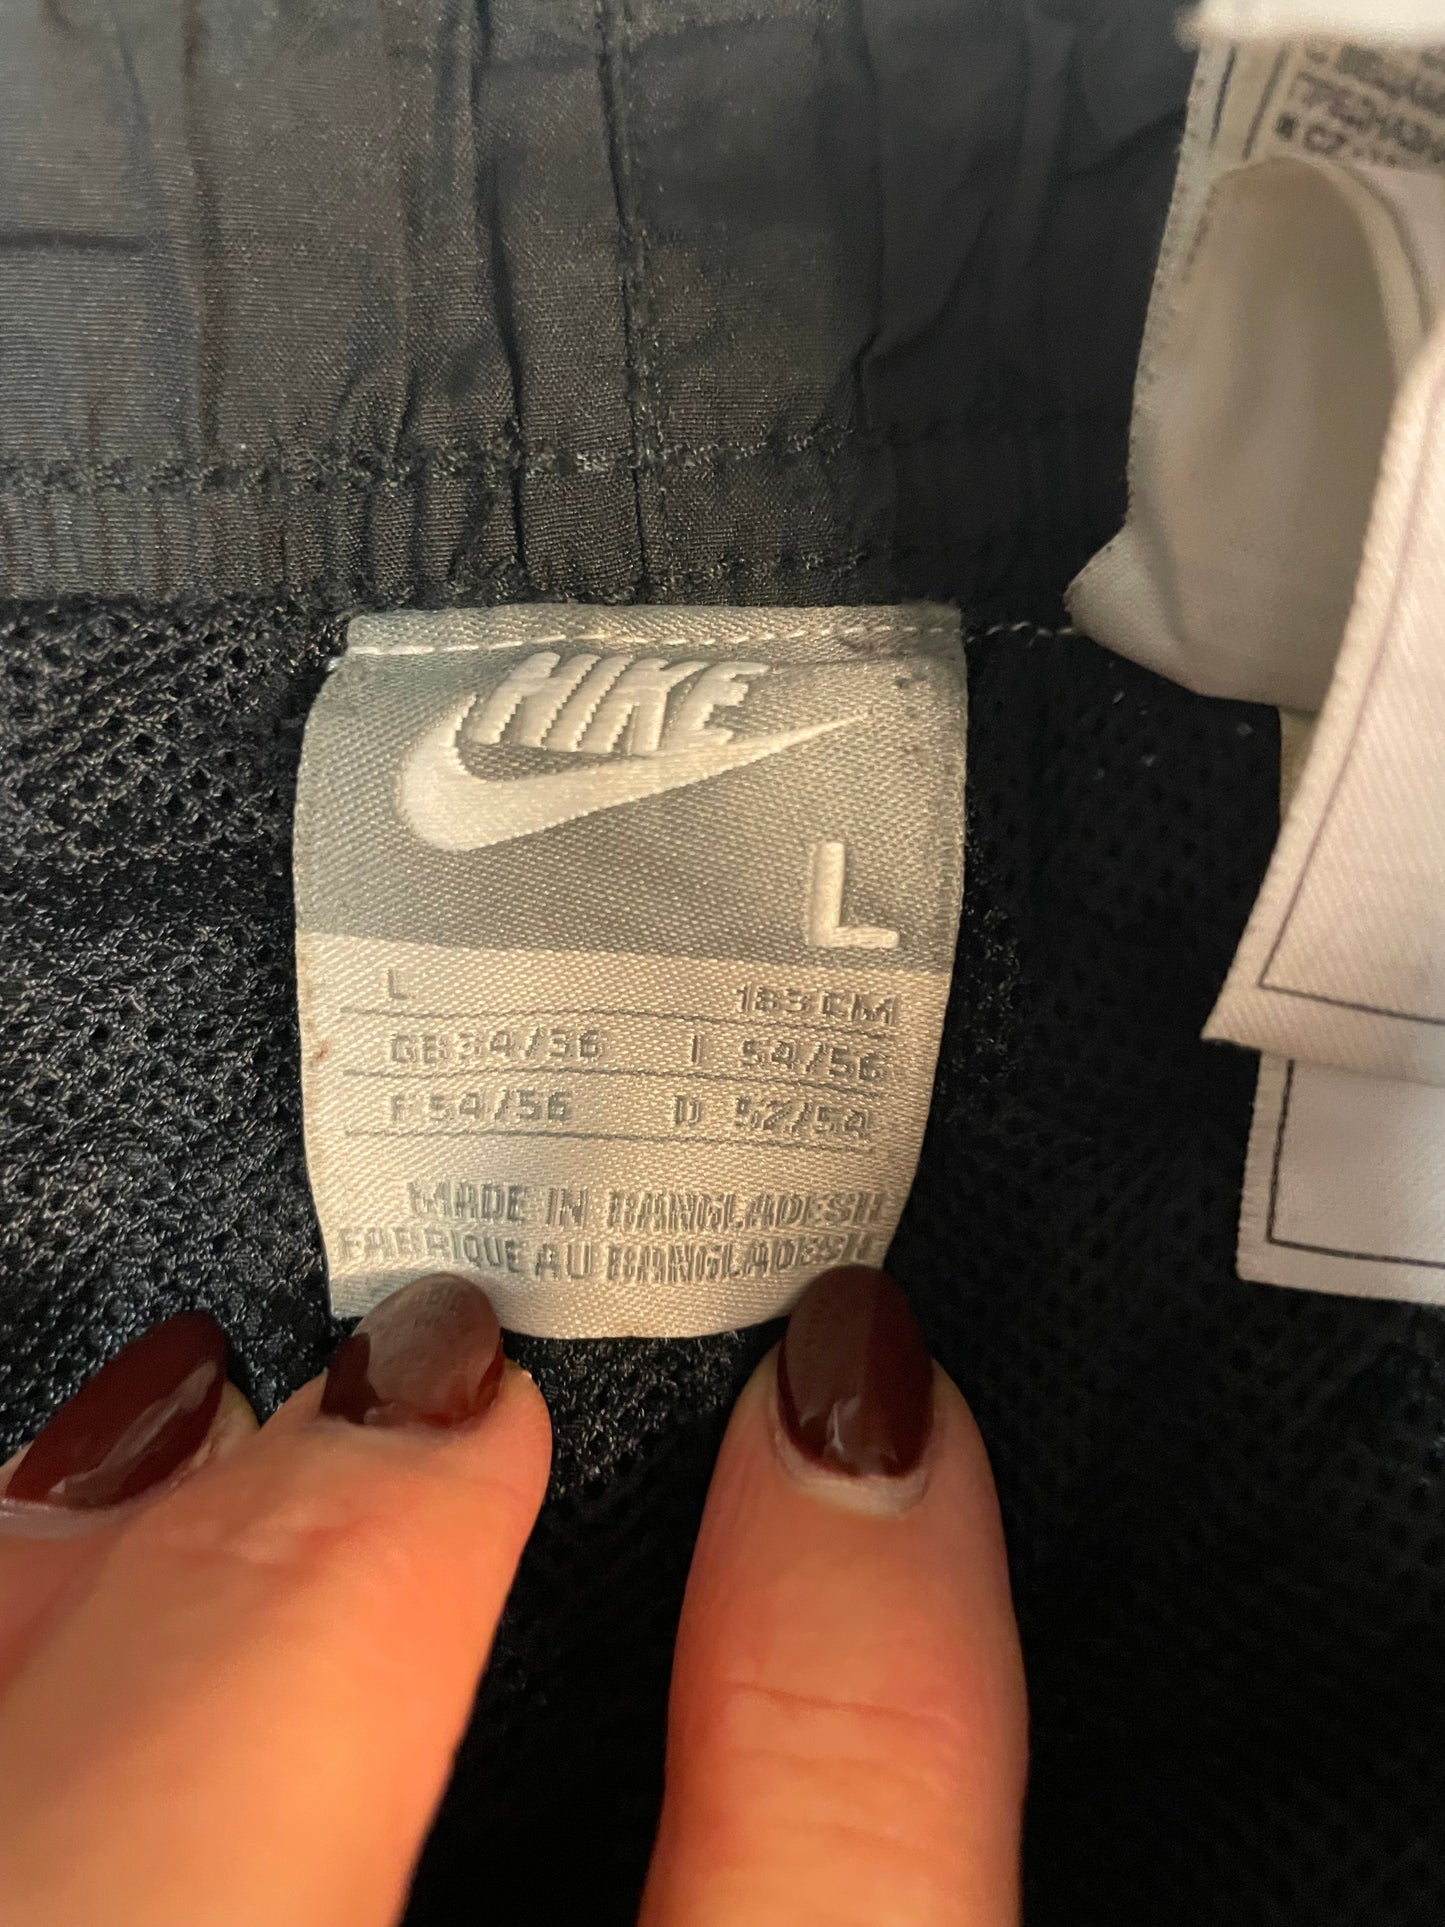 NIKE
L
L 183 CM
GB 34/36 I 54/56
F 54/56 D 52/54
MADE IN BANGLADESH
FABRIQUE AU BANGLADESH